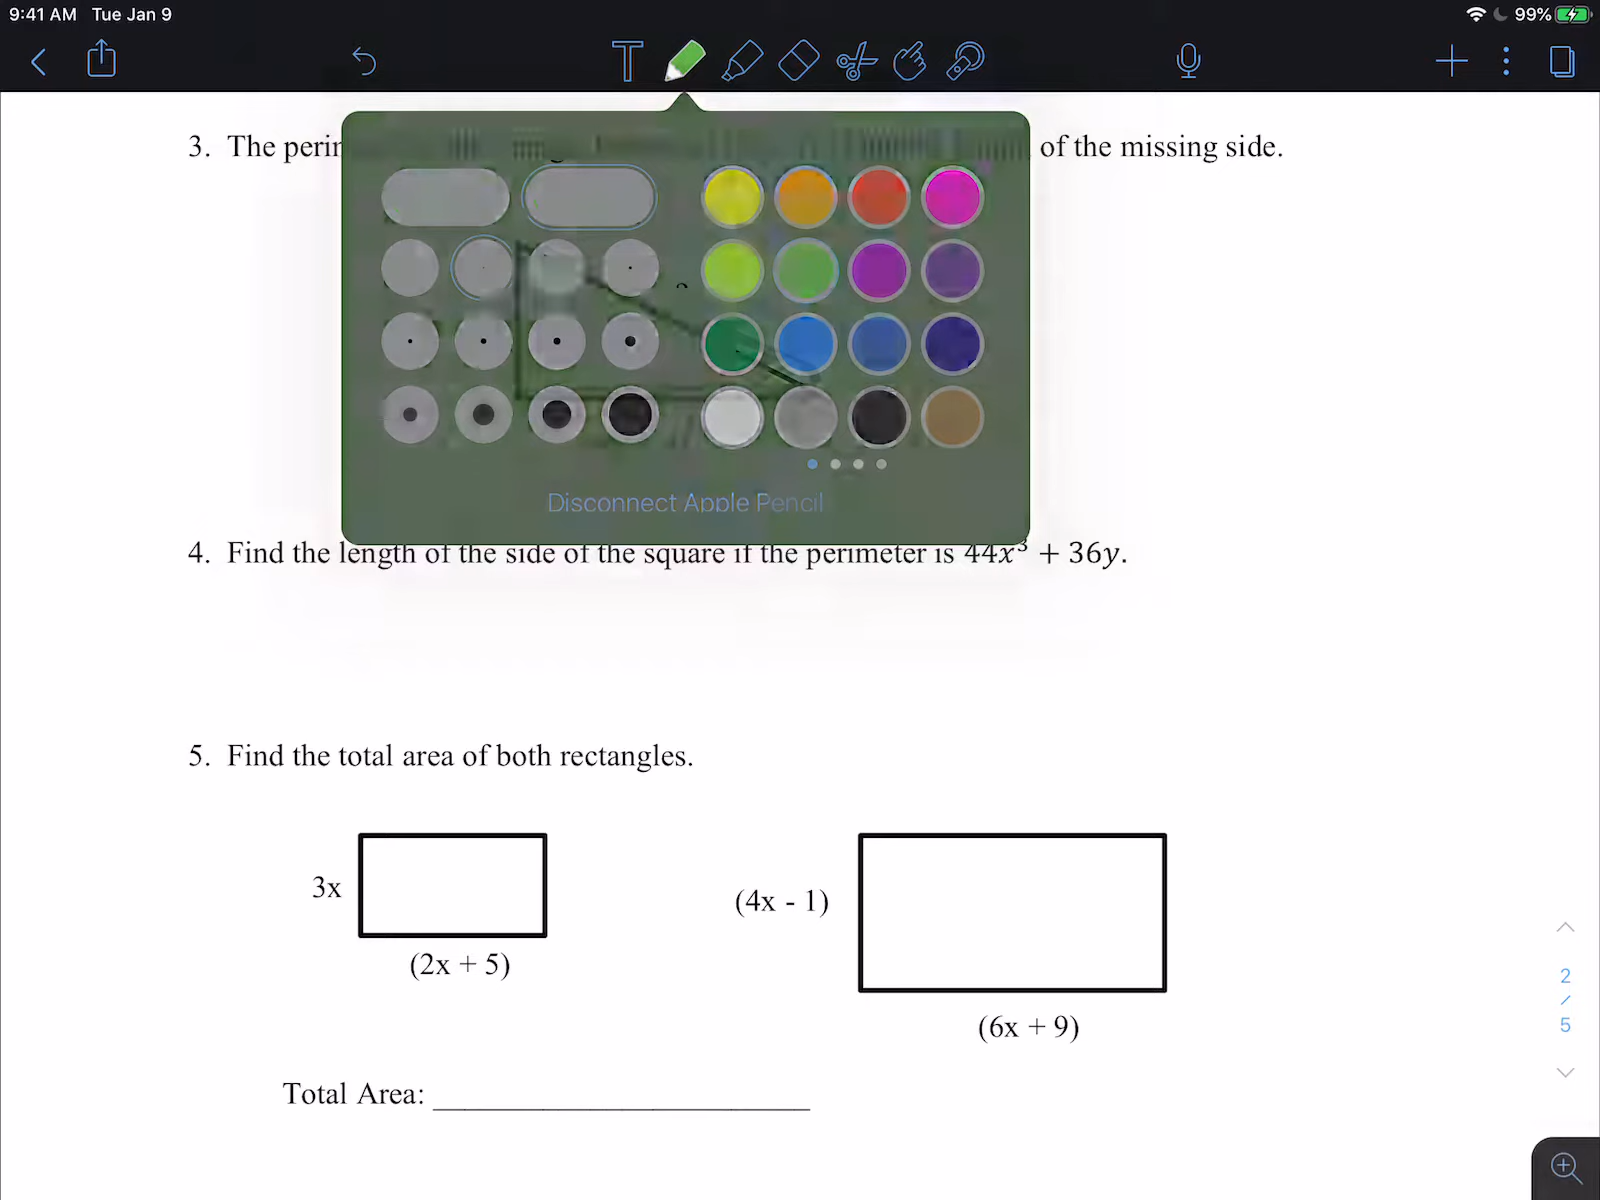 9:41 AM Tue Jan 9 99%
3. The perim of the missing side.
Disconnect Apple Pencil
4. Find the length of the side of the square if the perimeter is 44x³ + 36y.
5. Find the total area of both rectangles.
3x
(2x + 5)
(4x - 1)
(6x + 9)
Total Area:
2
/
5